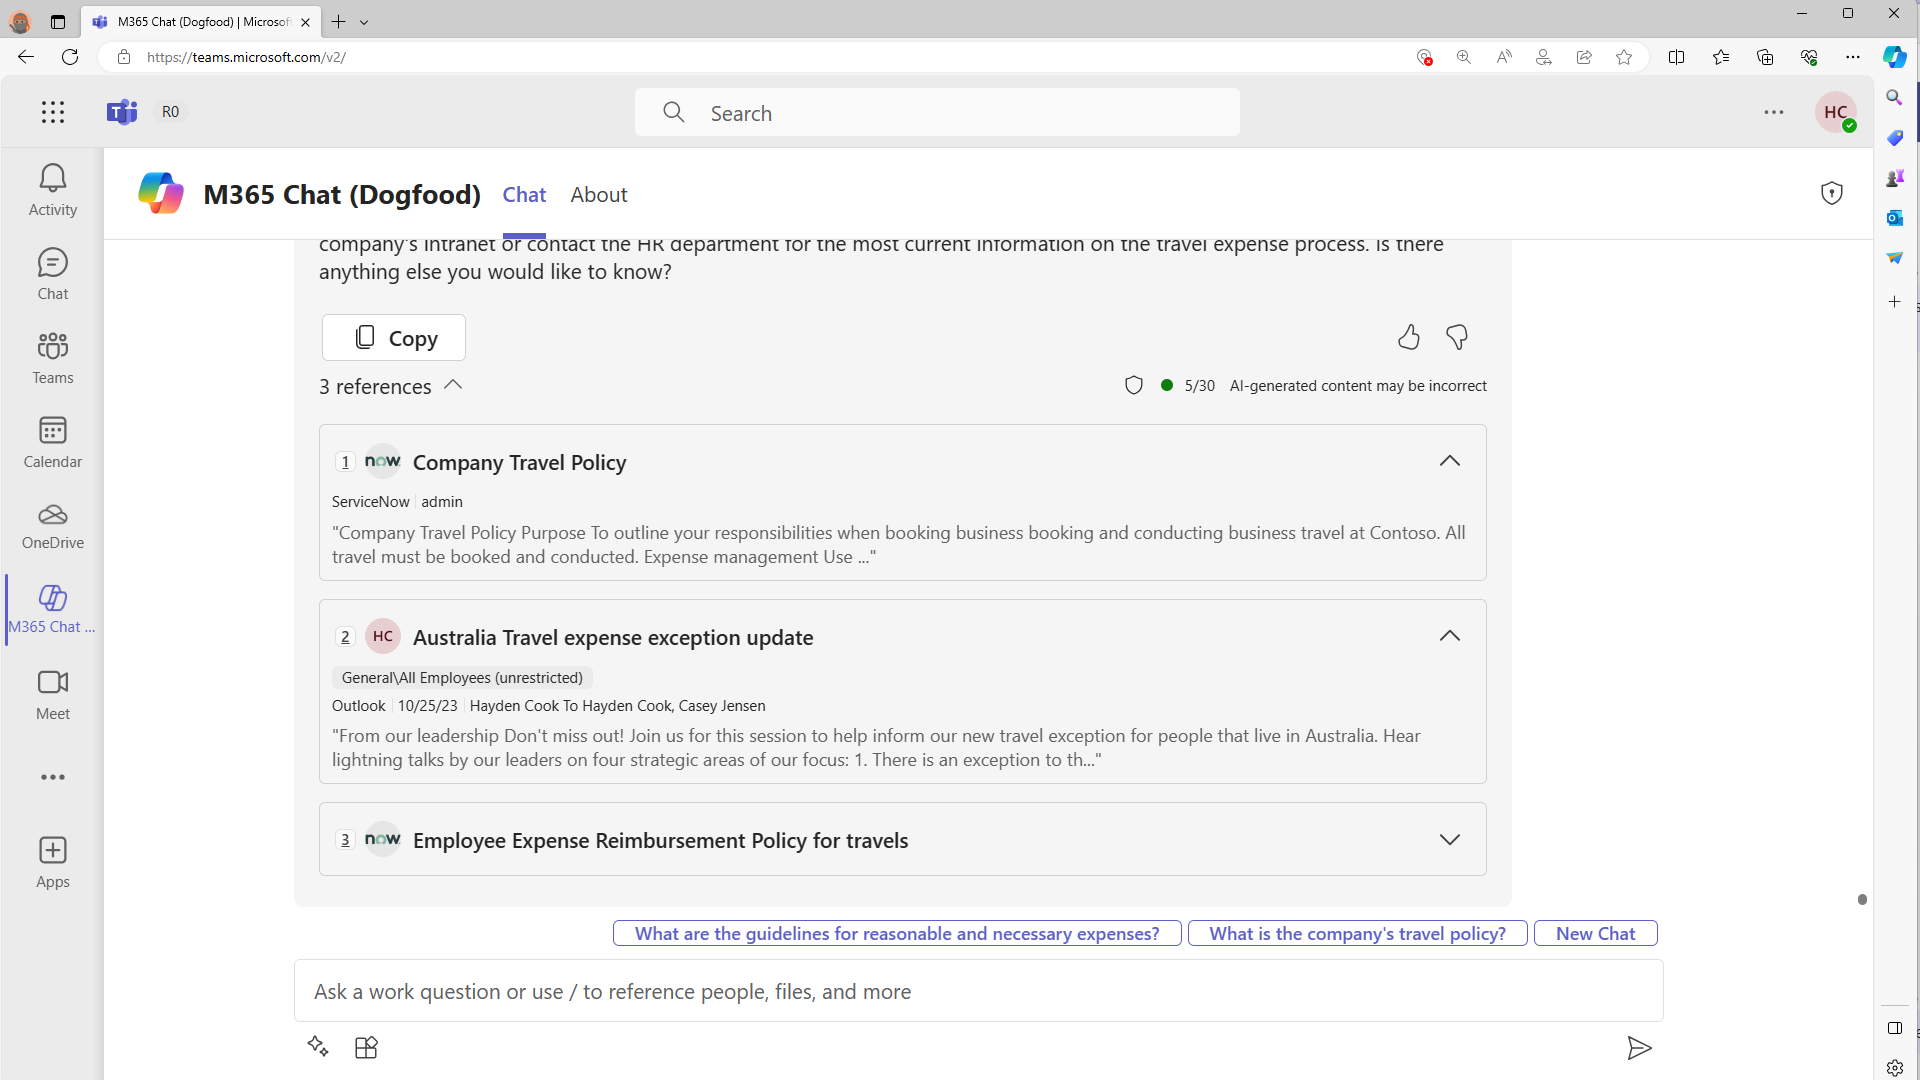 M365 Chat (Dogfood) | Microsof
https://teams.microsoft.com/v2/
R0
Search
HC
M365 Chat (Dogfood)
Chat
About
Activity
Chat
Teams
Calendar
OneDrive
M365 Chat ...
Meet
Apps
company's intranet or contact the HR department for the most current information on the travel expense process. Is there
anything else you would like to know?
Copy
3 references
5/30
AI-generated content may be incorrect
1 now Company Travel Policy
ServiceNow | admin
"Company Travel Policy Purpose To outline your responsibilities when booking business booking and conducting business travel at Contoso. All
travel must be booked and conducted. Expense management Use ..."
2 HC Australia Travel expense exception update
General\All Employees (unrestricted)
Outlook | 10/25/23 | Hayden Cook To Hayden Cook, Casey Jensen
"From our leadership Don't miss out! Join us for this session to help inform our new travel exception for people that live in Australia. Hear
lightning talks by our leaders on four strategic areas of our focus: 1. There is an exception to th..."
3 now Employee Expense Reimbursement Policy for travels
What are the guidelines for reasonable and necessary expenses?
What is the company's travel policy?
New Chat
Ask a work question or use / to reference people, files, and more